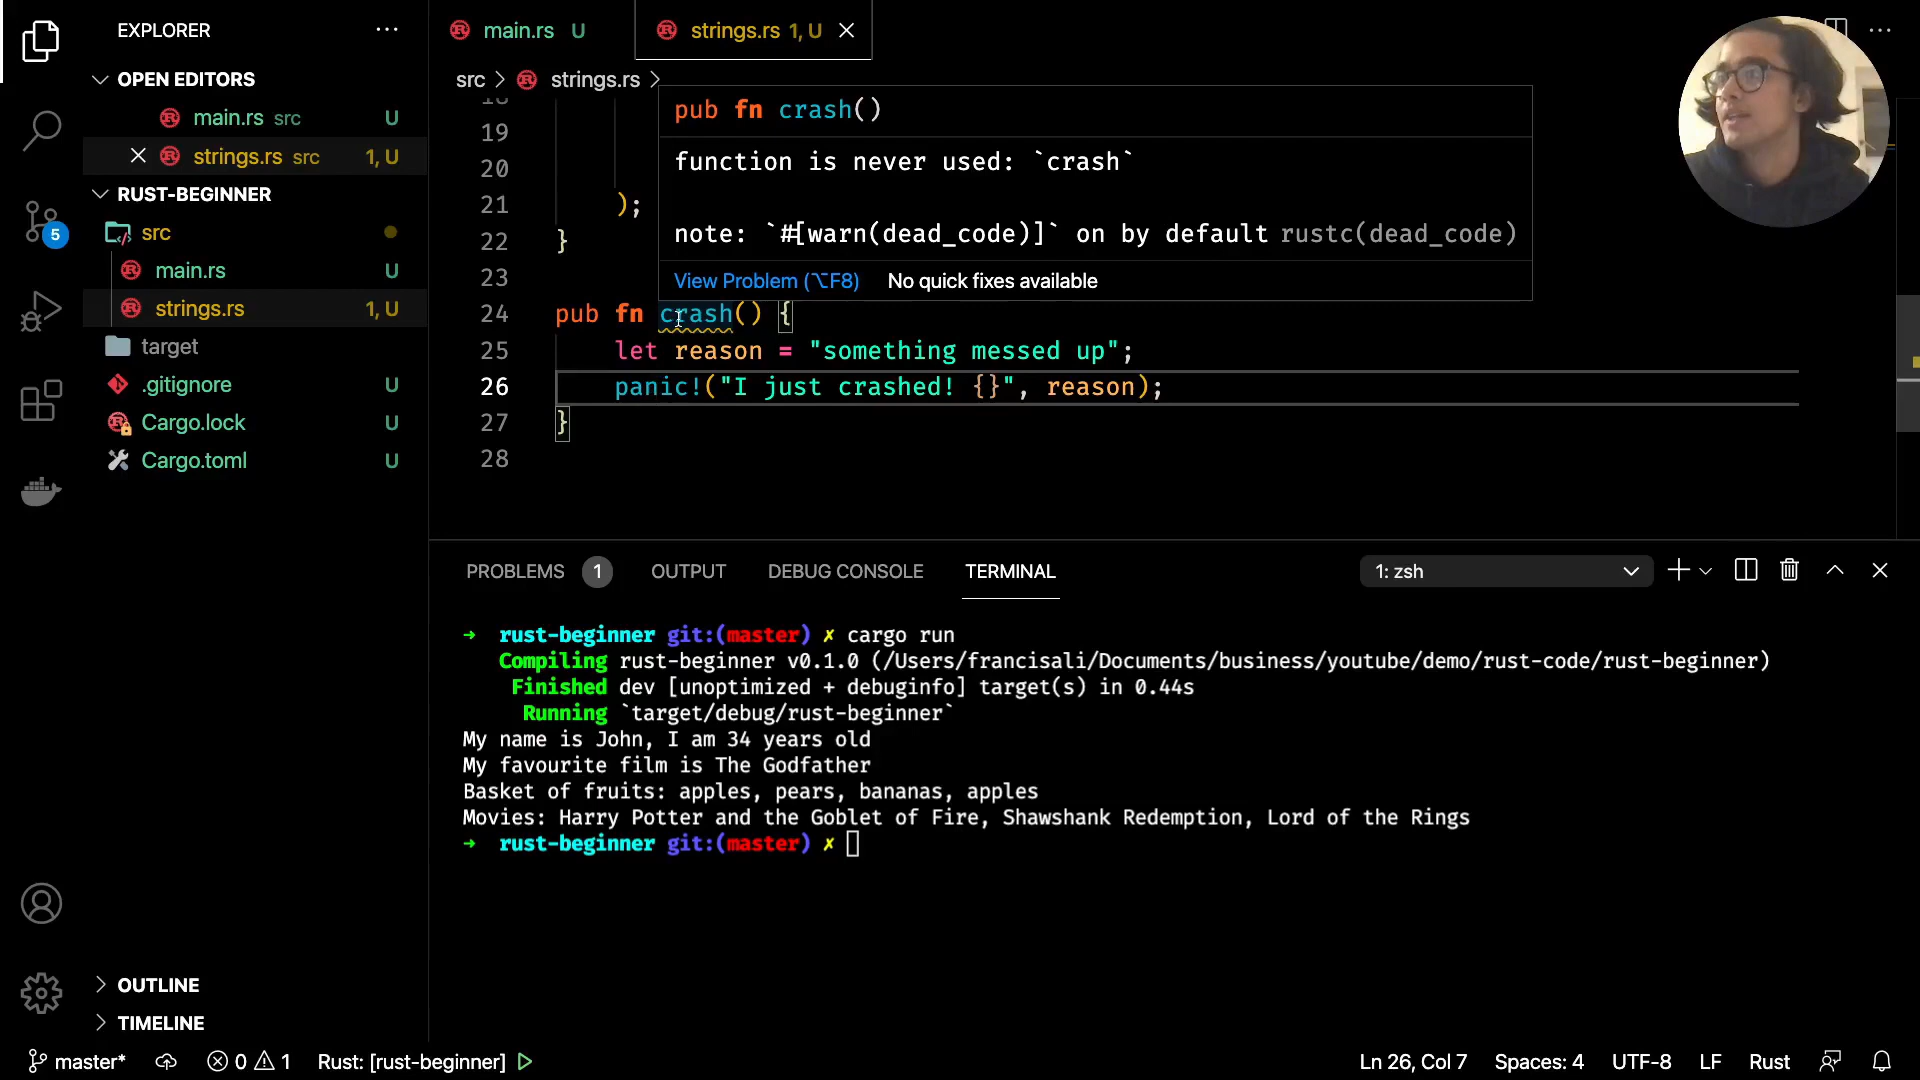 EXPLORER
OPEN EDITORS
main.rs src U
strings.rs src 1, U
RUST-BEGINNER
src
main.rs U
strings.rs 1, U
target
.gitignore U
Cargo.lock U
Cargo.toml U
5
OUTLINE
TIMELINE
main.rs U
strings.rs 1, U
src > strings.rs >
pub fn crash()
function is never used: `crash`
note: `#[warn(dead_code)]` on by default rustc(dead_code)
View Problem (⌥F8) No quick fixes available
18
19
20
21 );
22 }
23
24 pub fn crash() {
25 let reason = "something messed up";
26 panic!("I just crashed! {}", reason);
27 }
28
PROBLEMS 1 OUTPUT DEBUG CONSOLE TERMINAL 1: zsh
→ rust-beginner git:(master) ✗ cargo run
Compiling rust-beginner v0.1.0 (/Users/francisali/Documents/business/youtube/demo/rust-code/rust-beginner)
Finished dev [unoptimized + debuginfo] target(s) in 0.44s
Running `target/debug/rust-beginner`
My name is John, I am 34 years old
My favourite film is The Godfather
Basket of fruits: apples, pears, bananas, apples
Movies: Harry Potter and the Goblet of Fire, Shawshank Redemption, Lord of the Rings
→ rust-beginner git:(master) ✗
master* 0 1 Rust: [rust-beginner] Ln 26, Col 7 Spaces: 4 UTF-8 LF Rust